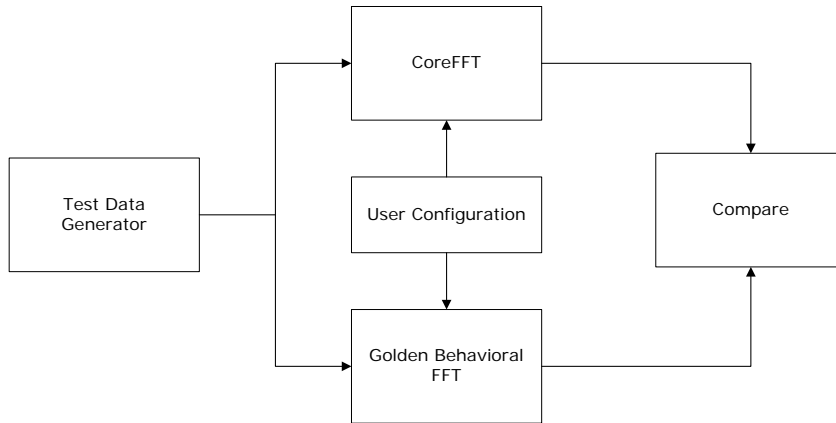 CoreFFT
Test Data
Generator
User Configuration
Compare
Golden Behavioral
FFT